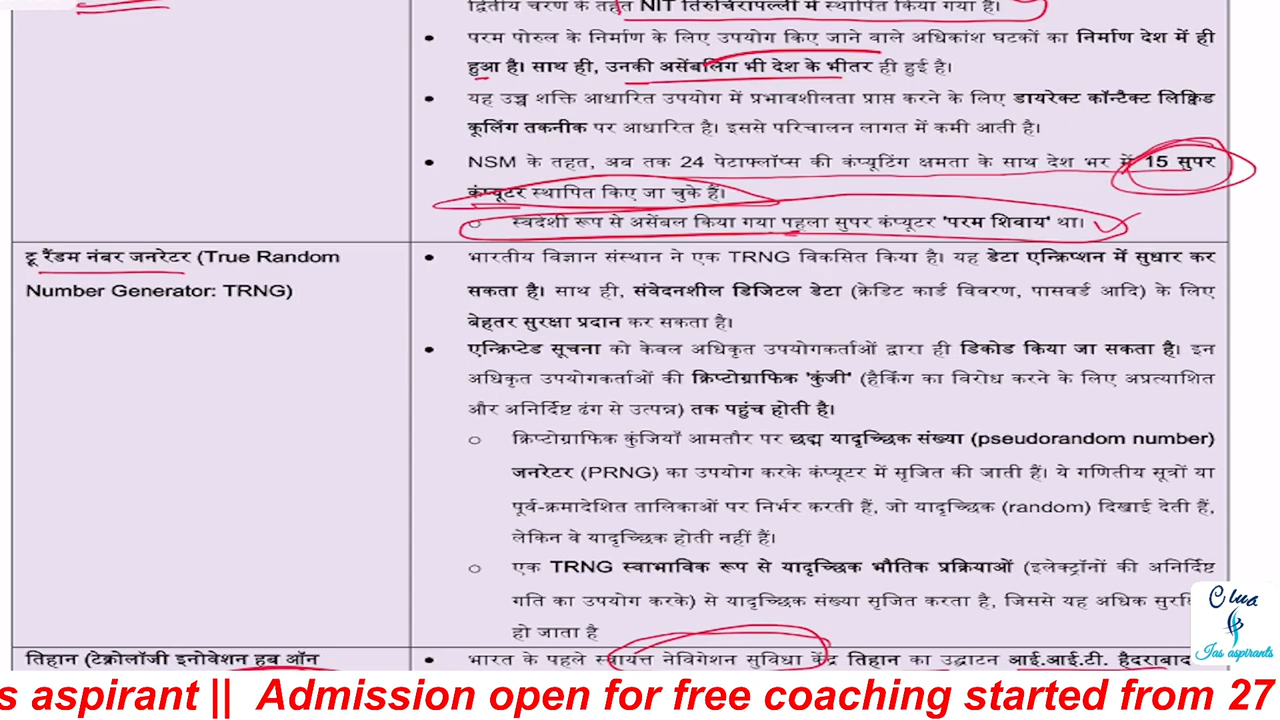 द्वितीय चरण के तहत NIT तिरुचिरापल्ली में स्थापित किया गया है।
• परम पोरुल के निर्माण के लिए उपयोग किए जाने वाले अधिकांश घटकों का निर्माण देश में ही
हुआ है। साथ ही, उनकी असेंबलिंग भी देश के भीतर ही हुई है।
• यह उच्च शक्ति आधारित उपयोग में प्रभावशीलता प्राप्त करने के लिए डायरेक्ट कॉन्टैक्ट लिक्विड
कूलिंग तकनीक पर आधारित है। इससे परिचालन लागत में कमी आती है।
• NSM के तहत, अब तक 24 पेटाफ्लॉप्स की कंप्यूटिंग क्षमता के साथ देश भर में 15 सुपर
कंप्यूटर स्थापित किए जा चुके हैं।
o स्वदेशी रूप से असेंबल किया गया पहला सुपर कंप्यूटर 'परम शिवाय' था।
ट्रू रैंडम नंबर जनरेटर (True Random
Number Generator: TRNG)
• भारतीय विज्ञान संस्थान ने एक TRNG विकसित किया है। यह डेटा एन्क्रिप्शन में सुधार कर
सकता है। साथ ही, संवेदनशील डिजिटल डेटा (क्रेडिट कार्ड विवरण, पासवर्ड आदि) के लिए
बेहतर सुरक्षा प्रदान कर सकता है।
• एन्क्रिप्टेड सूचना को केवल अधिकृत उपयोगकर्ताओं द्वारा ही डिकोड किया जा सकता है। इन
अधिकृत उपयोगकर्ताओं की क्रिप्टोग्राफिक 'कुंजी' (हैकिंग का विरोध करने के लिए अप्रत्याशित
और अनिर्दिष्ट ढंग से उत्पन्न) तक पहुंच होती है।
o क्रिप्टोग्राफिक कुंजियाँ आमतौर पर छद्म यादृच्छिक संख्या (pseudorandom number)
जनरेटर (PRNG) का उपयोग करके कंप्यूटर में सृजित की जाती हैं। ये गणितीय सूत्रों या
पूर्व-क्रमादेशित तालिकाओं पर निर्भर करती हैं, जो यादृच्छिक (random) दिखाई देती हैं,
लेकिन वे यादृच्छिक होती नहीं हैं।
o एक TRNG स्वाभाविक रूप से यादृच्छिक भौतिक प्रक्रियाओं (इलेक्ट्रॉनों की अनिर्दिष्ट
गति का उपयोग करके) से यादृच्छिक संख्या सृजित करता है, जिससे यह अधिक
हो जाता है
तिहान (टेक्नोलॉजी इनोवेशन हब ऑन
• भारत के पहले स्वायत्त नेविगेशन सुविधा केंद्र तिहान का उद्घाटन आई.आई.टी. हैदराबाद
Ias aspirants
s aspirant || Admission open for free coaching started from 27